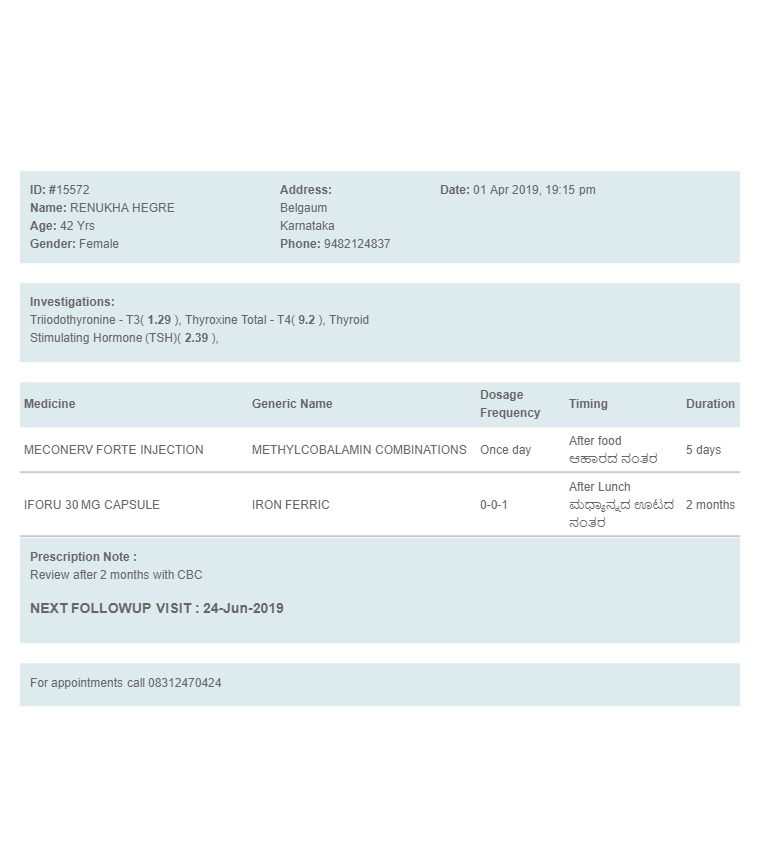 ID: #15572
Name: RENUKHA HEGRE
Age: 42 Yrs
Gender: Female
Address:
Belgaum
Karnataka
Phone: 9482124837
Date: 01 Apr 2019, 19:15 pm
Investigations:
Triiodothyronine - T3( 1.29 ), Thyroxine Total - T4( 9.2 ), Thyroid
Stimulating Hormone (TSH)( 2.39 ),
Medicine Generic Name Dosage Frequency Timing Duration
MECONERV FORTE INJECTION METHYLCOBALAMIN COMBINATIONS Once day After food ಆಹಾರದ ನಂತರ 5 days
IFORU 30 MG CAPSULE IRON FERRIC 0-0-1 After Lunch ಮಧ್ಯಾನ್ನದ ಊಟದ ನಂತರ 2 months
Prescription Note :
Review after 2 months with CBC
NEXT FOLLOWUP VISIT : 24-Jun-2019
For appointments call 08312470424